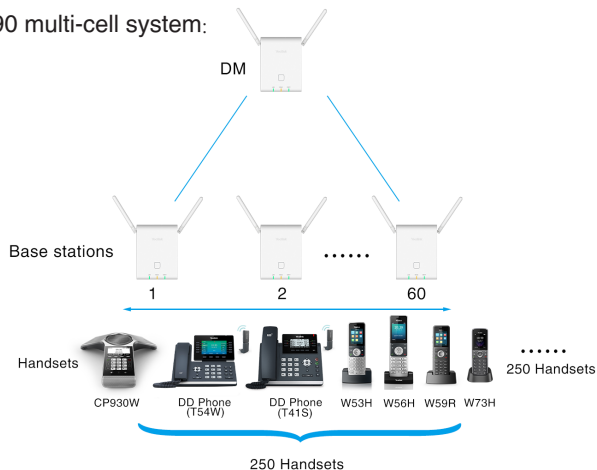 90 multi-cell system:
DM
Base stations
......
1
2
60
Handsets
......
250 Handsets
CP930W
DD Phone
(T54W)
DD Phone
(T41S)
W53H
W56H
W59R
W73H
250 Handsets